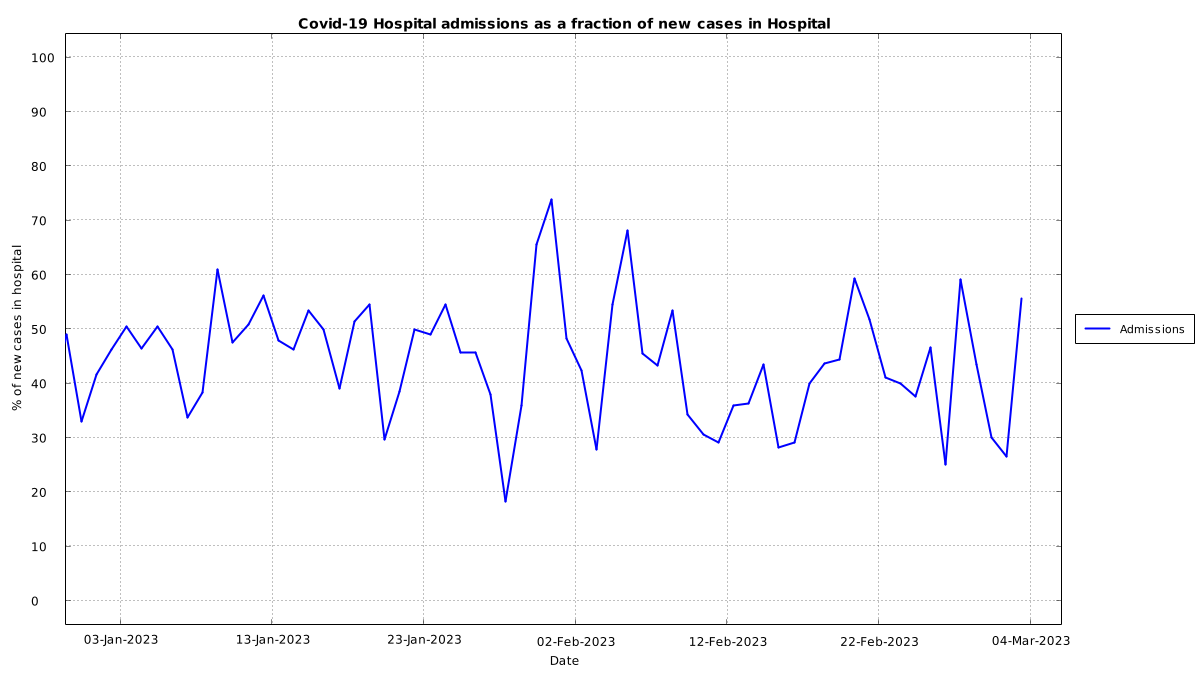 Covid-19 Hospital admissions as a fraction of new cases in Hospital
100
90
80
70
60
50
40
30
20
10
0
% of new cases in hospital
03-Jan-2023 13-Jan-2023 23-Jan-2023 02-Feb-2023 12-Feb-2023 22-Feb-2023 04-Mar-2023
Date
Admissions